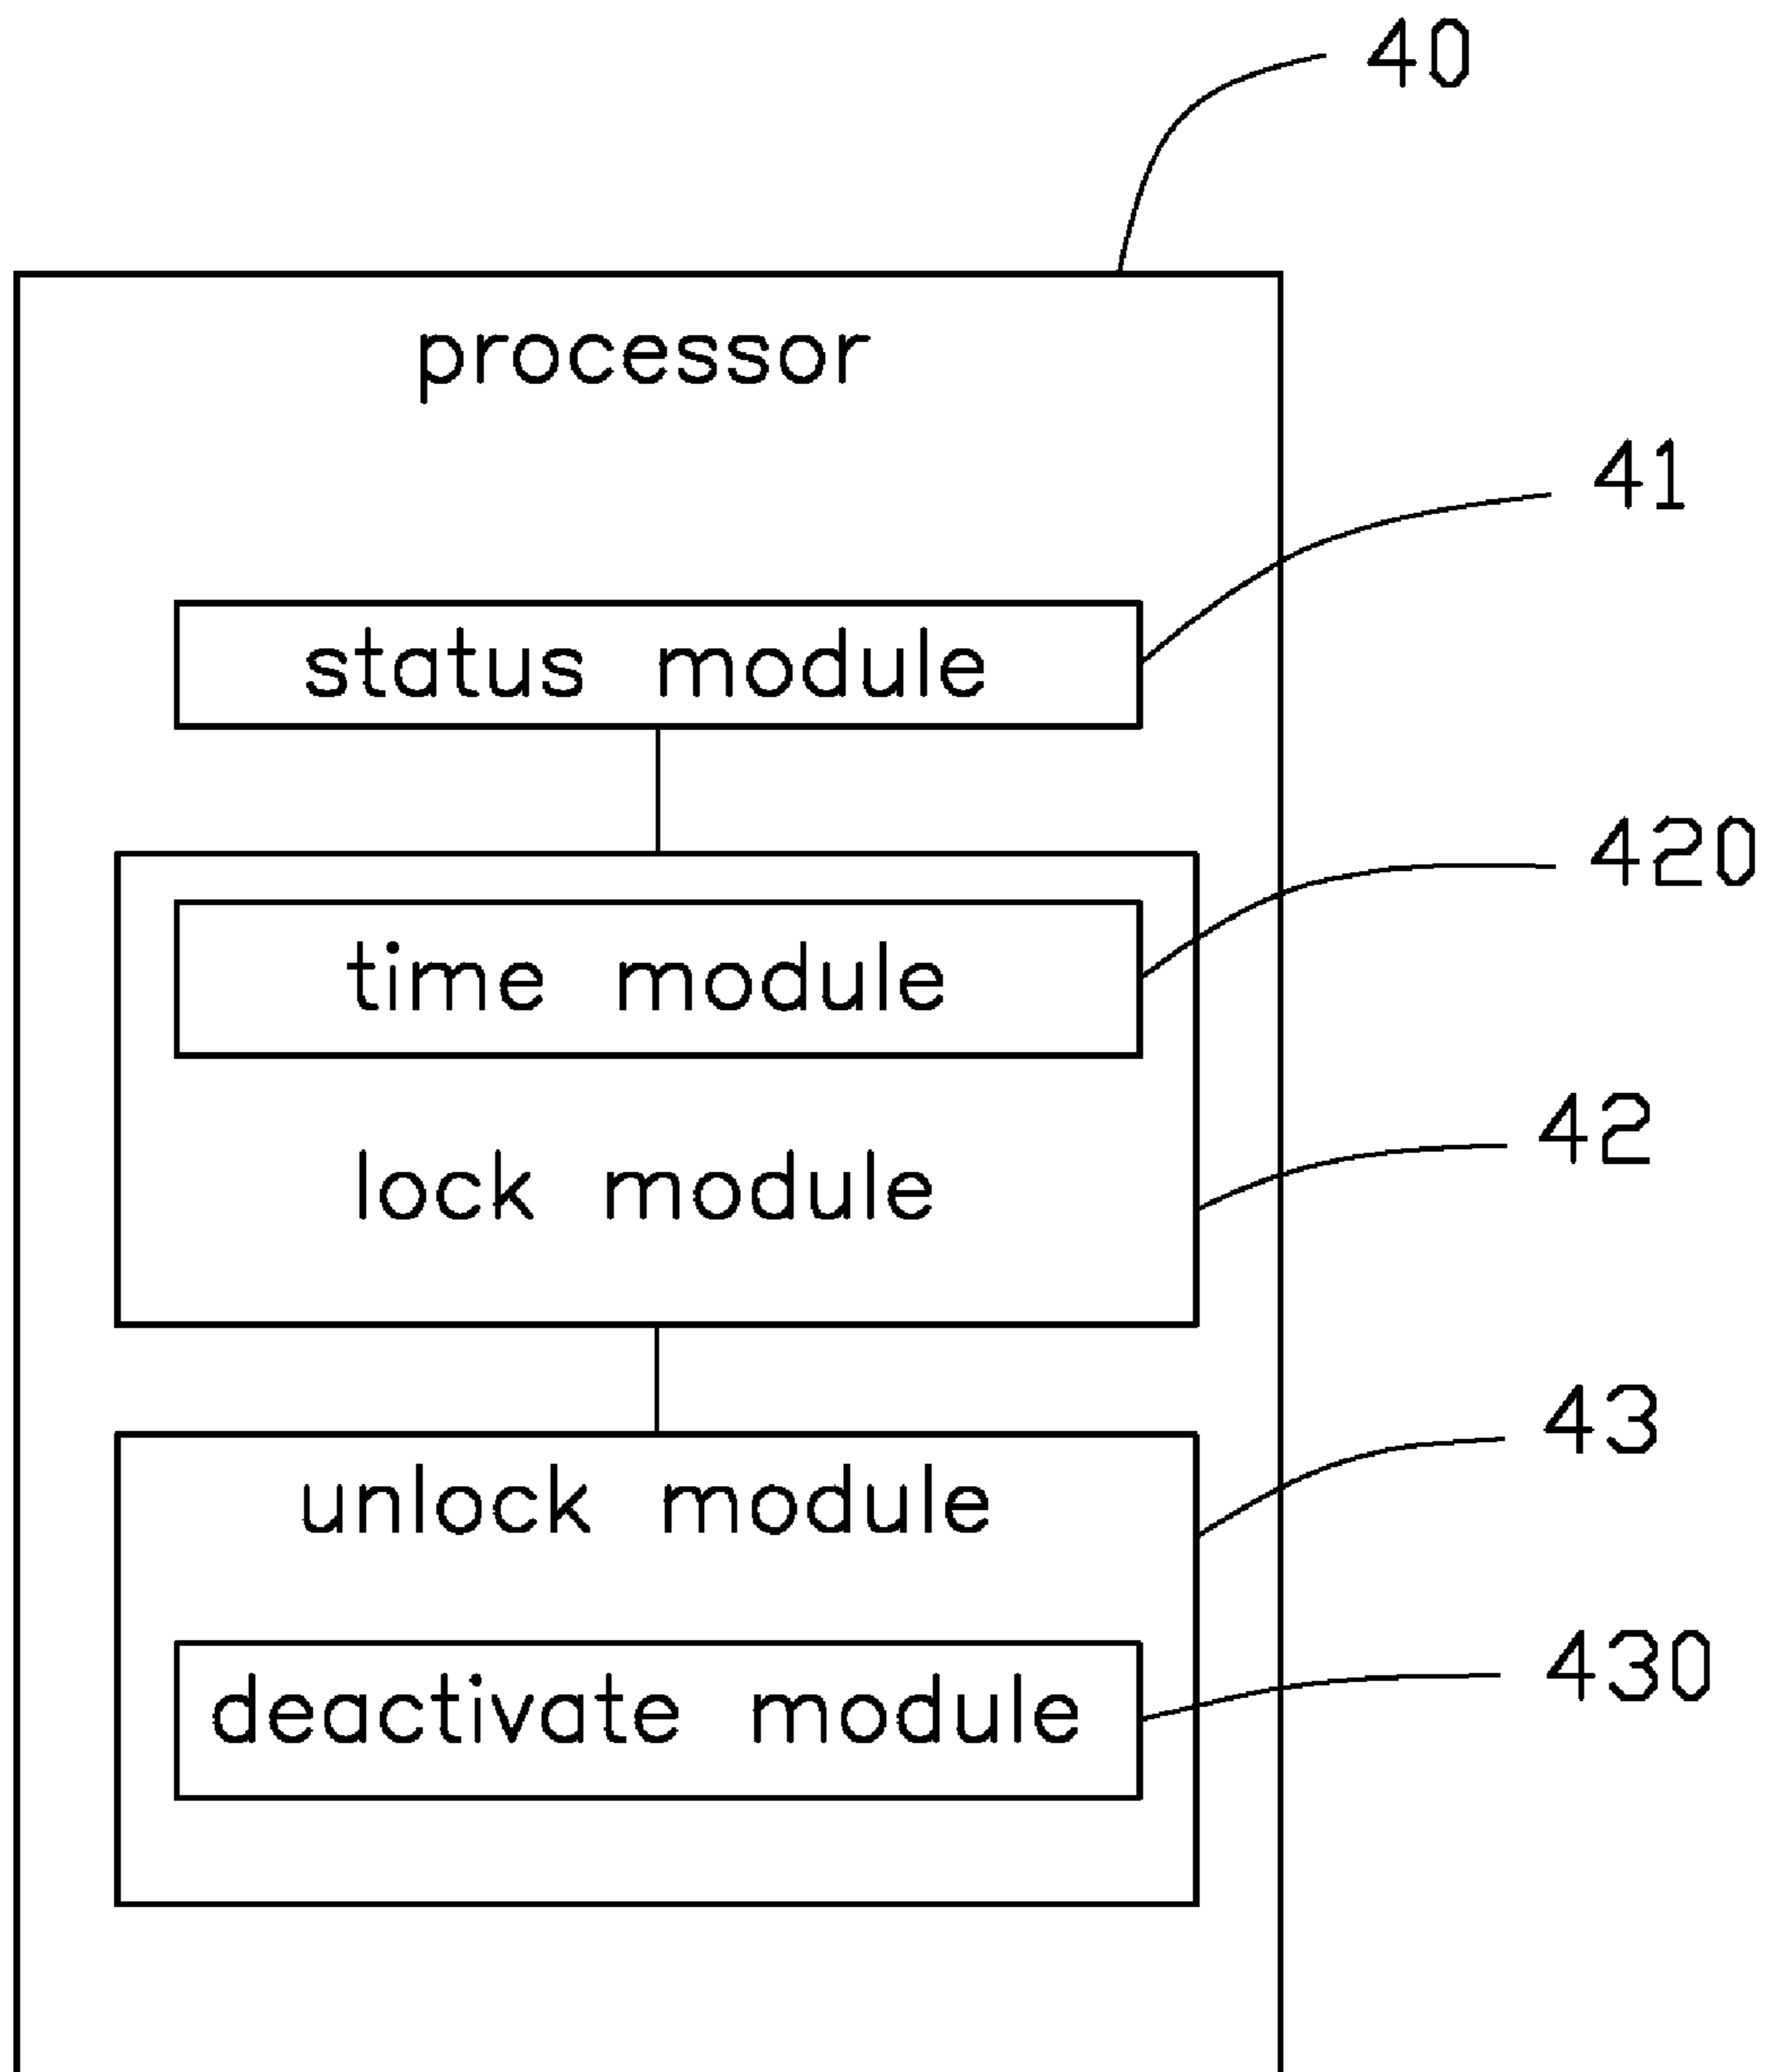 40
processor
41
status module
420
time module
42
lock module
43
unlock module
430
deactivate module